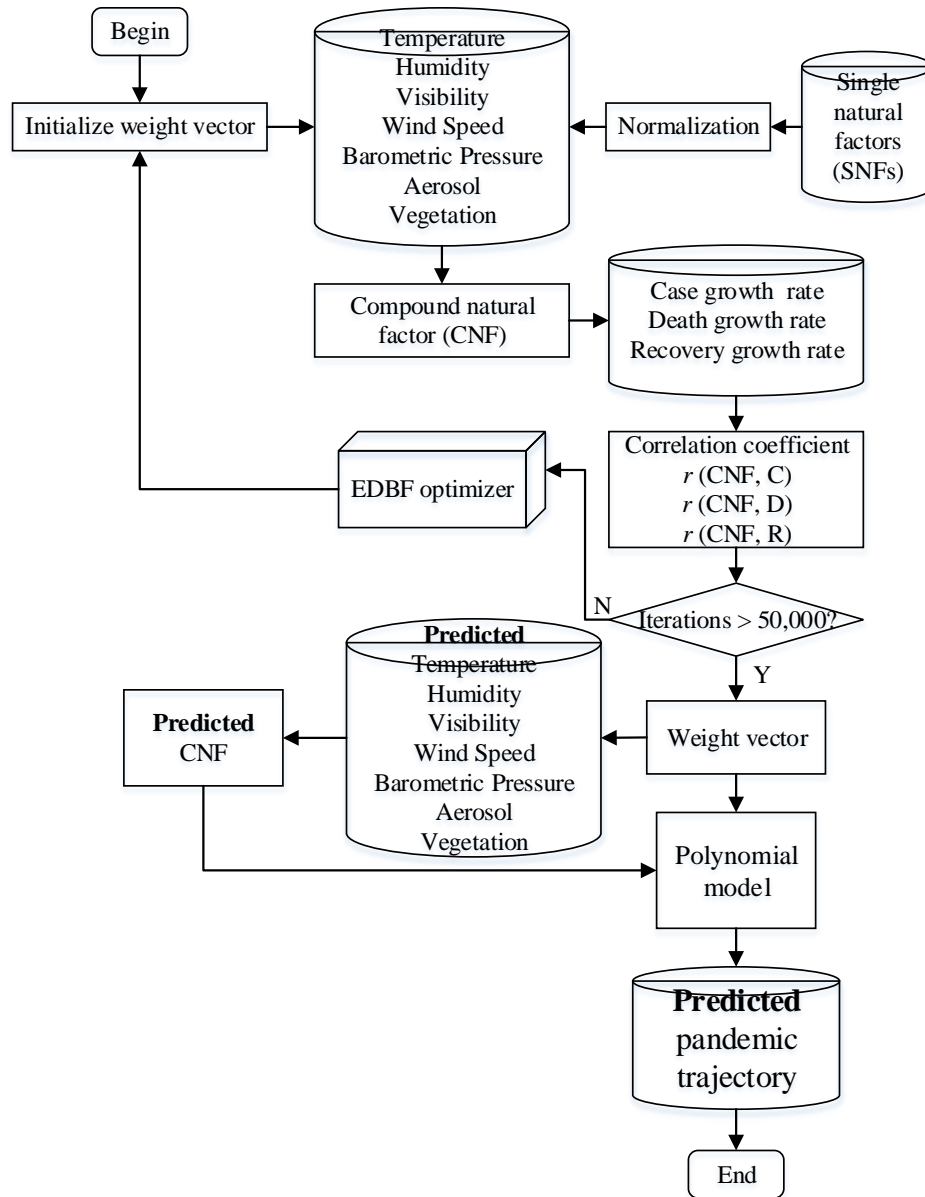 Begin
Initialize weight vector
Temperature
Humidity
Visibility
Wind Speed
Barometric Pressure
Aerosol
Vegetation
Normalization
Single
natural
factors
(SNFs)
Compound natural
factor (CNF)
Case growth rate
Death growth rate
Recovery growth rate
Correlation coefficient
r (CNF, C)
r (CNF, D)
r (CNF, R)
EDBF optimizer
N
Iterations > 50,000?
Y
Predicted
Temperature
Humidity
Visibility
Wind Speed
Barometric Pressure
Aerosol
Vegetation
Predicted
CNF
Weight vector
Polynomial
model
Predicted
pandemic
trajectory
End